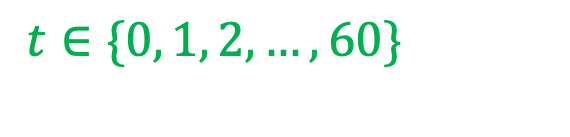 t ∈ {0, 1, 2, … , 60}